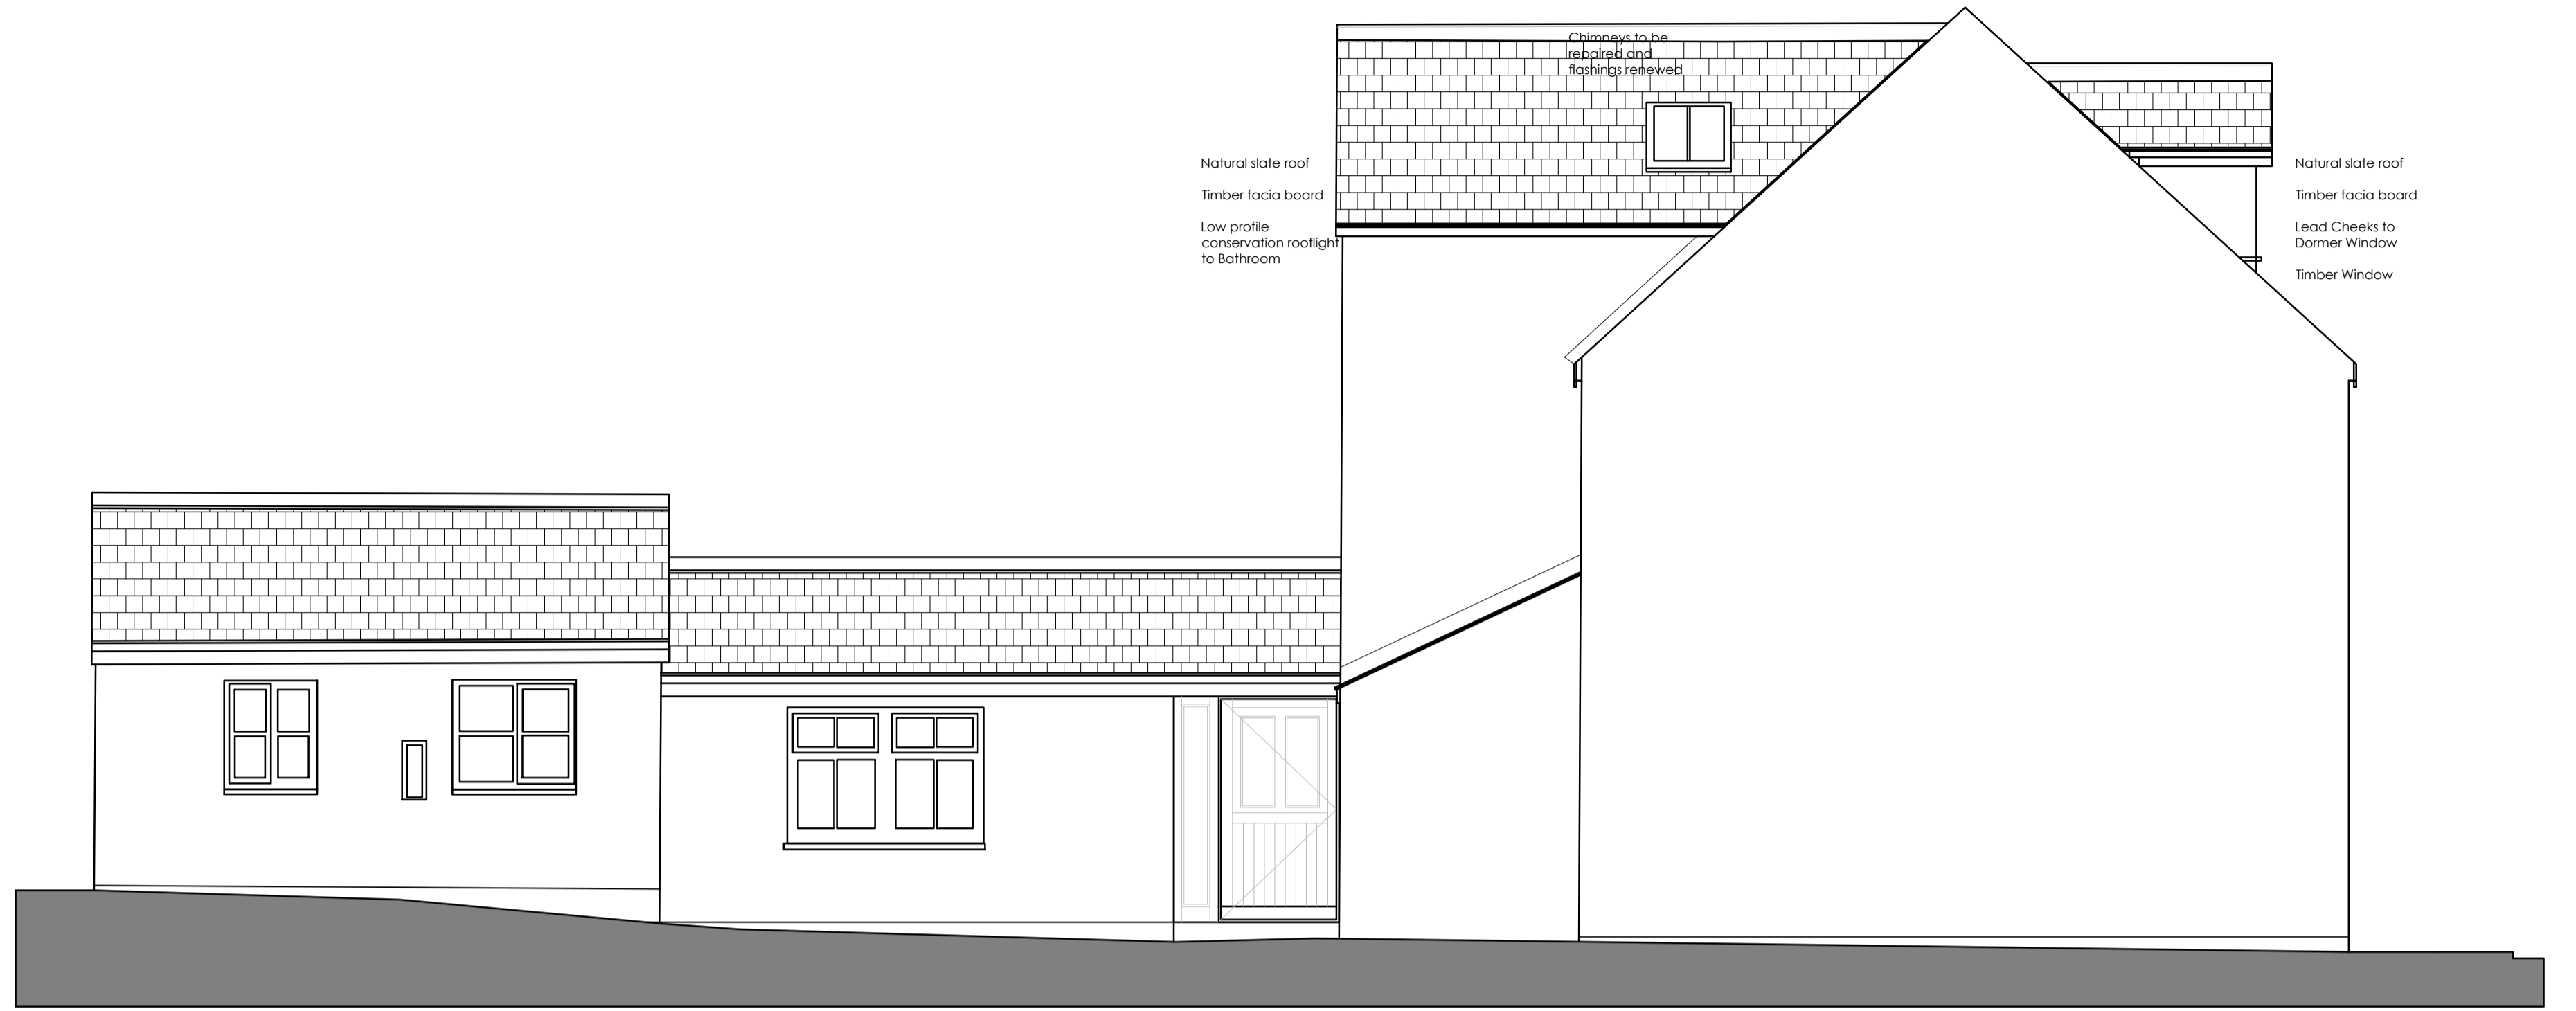 Chimneys to be
repaired and
flashings renewed
Natural slate roof
Timber facia board
Low profile
conservation rooflight
to Bathroom
Natural slate roof
Timber facia board
Lead Cheeks to
Dormer Window
Timber Window